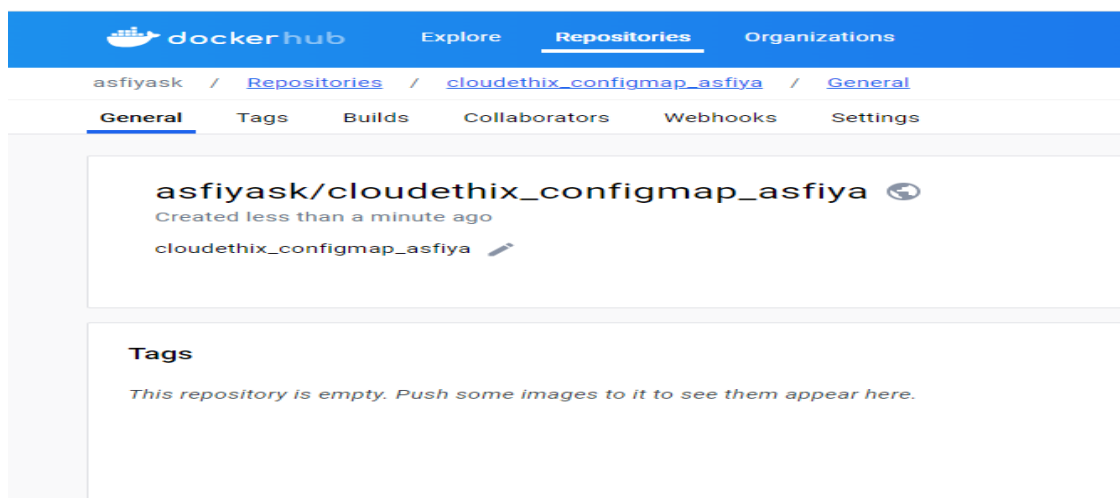 dockerhub Explore Repositories Organizations
asfiyask / Repositories / cloudethix_configmap_asfiya / General
General Tags Builds Collaborators Webhooks Settings
asfiyask/cloudethix_configmap_asfiya
Created less than a minute ago
cloudethix_configmap_asfiya
Tags
This repository is empty. Push some images to it to see them appear here.